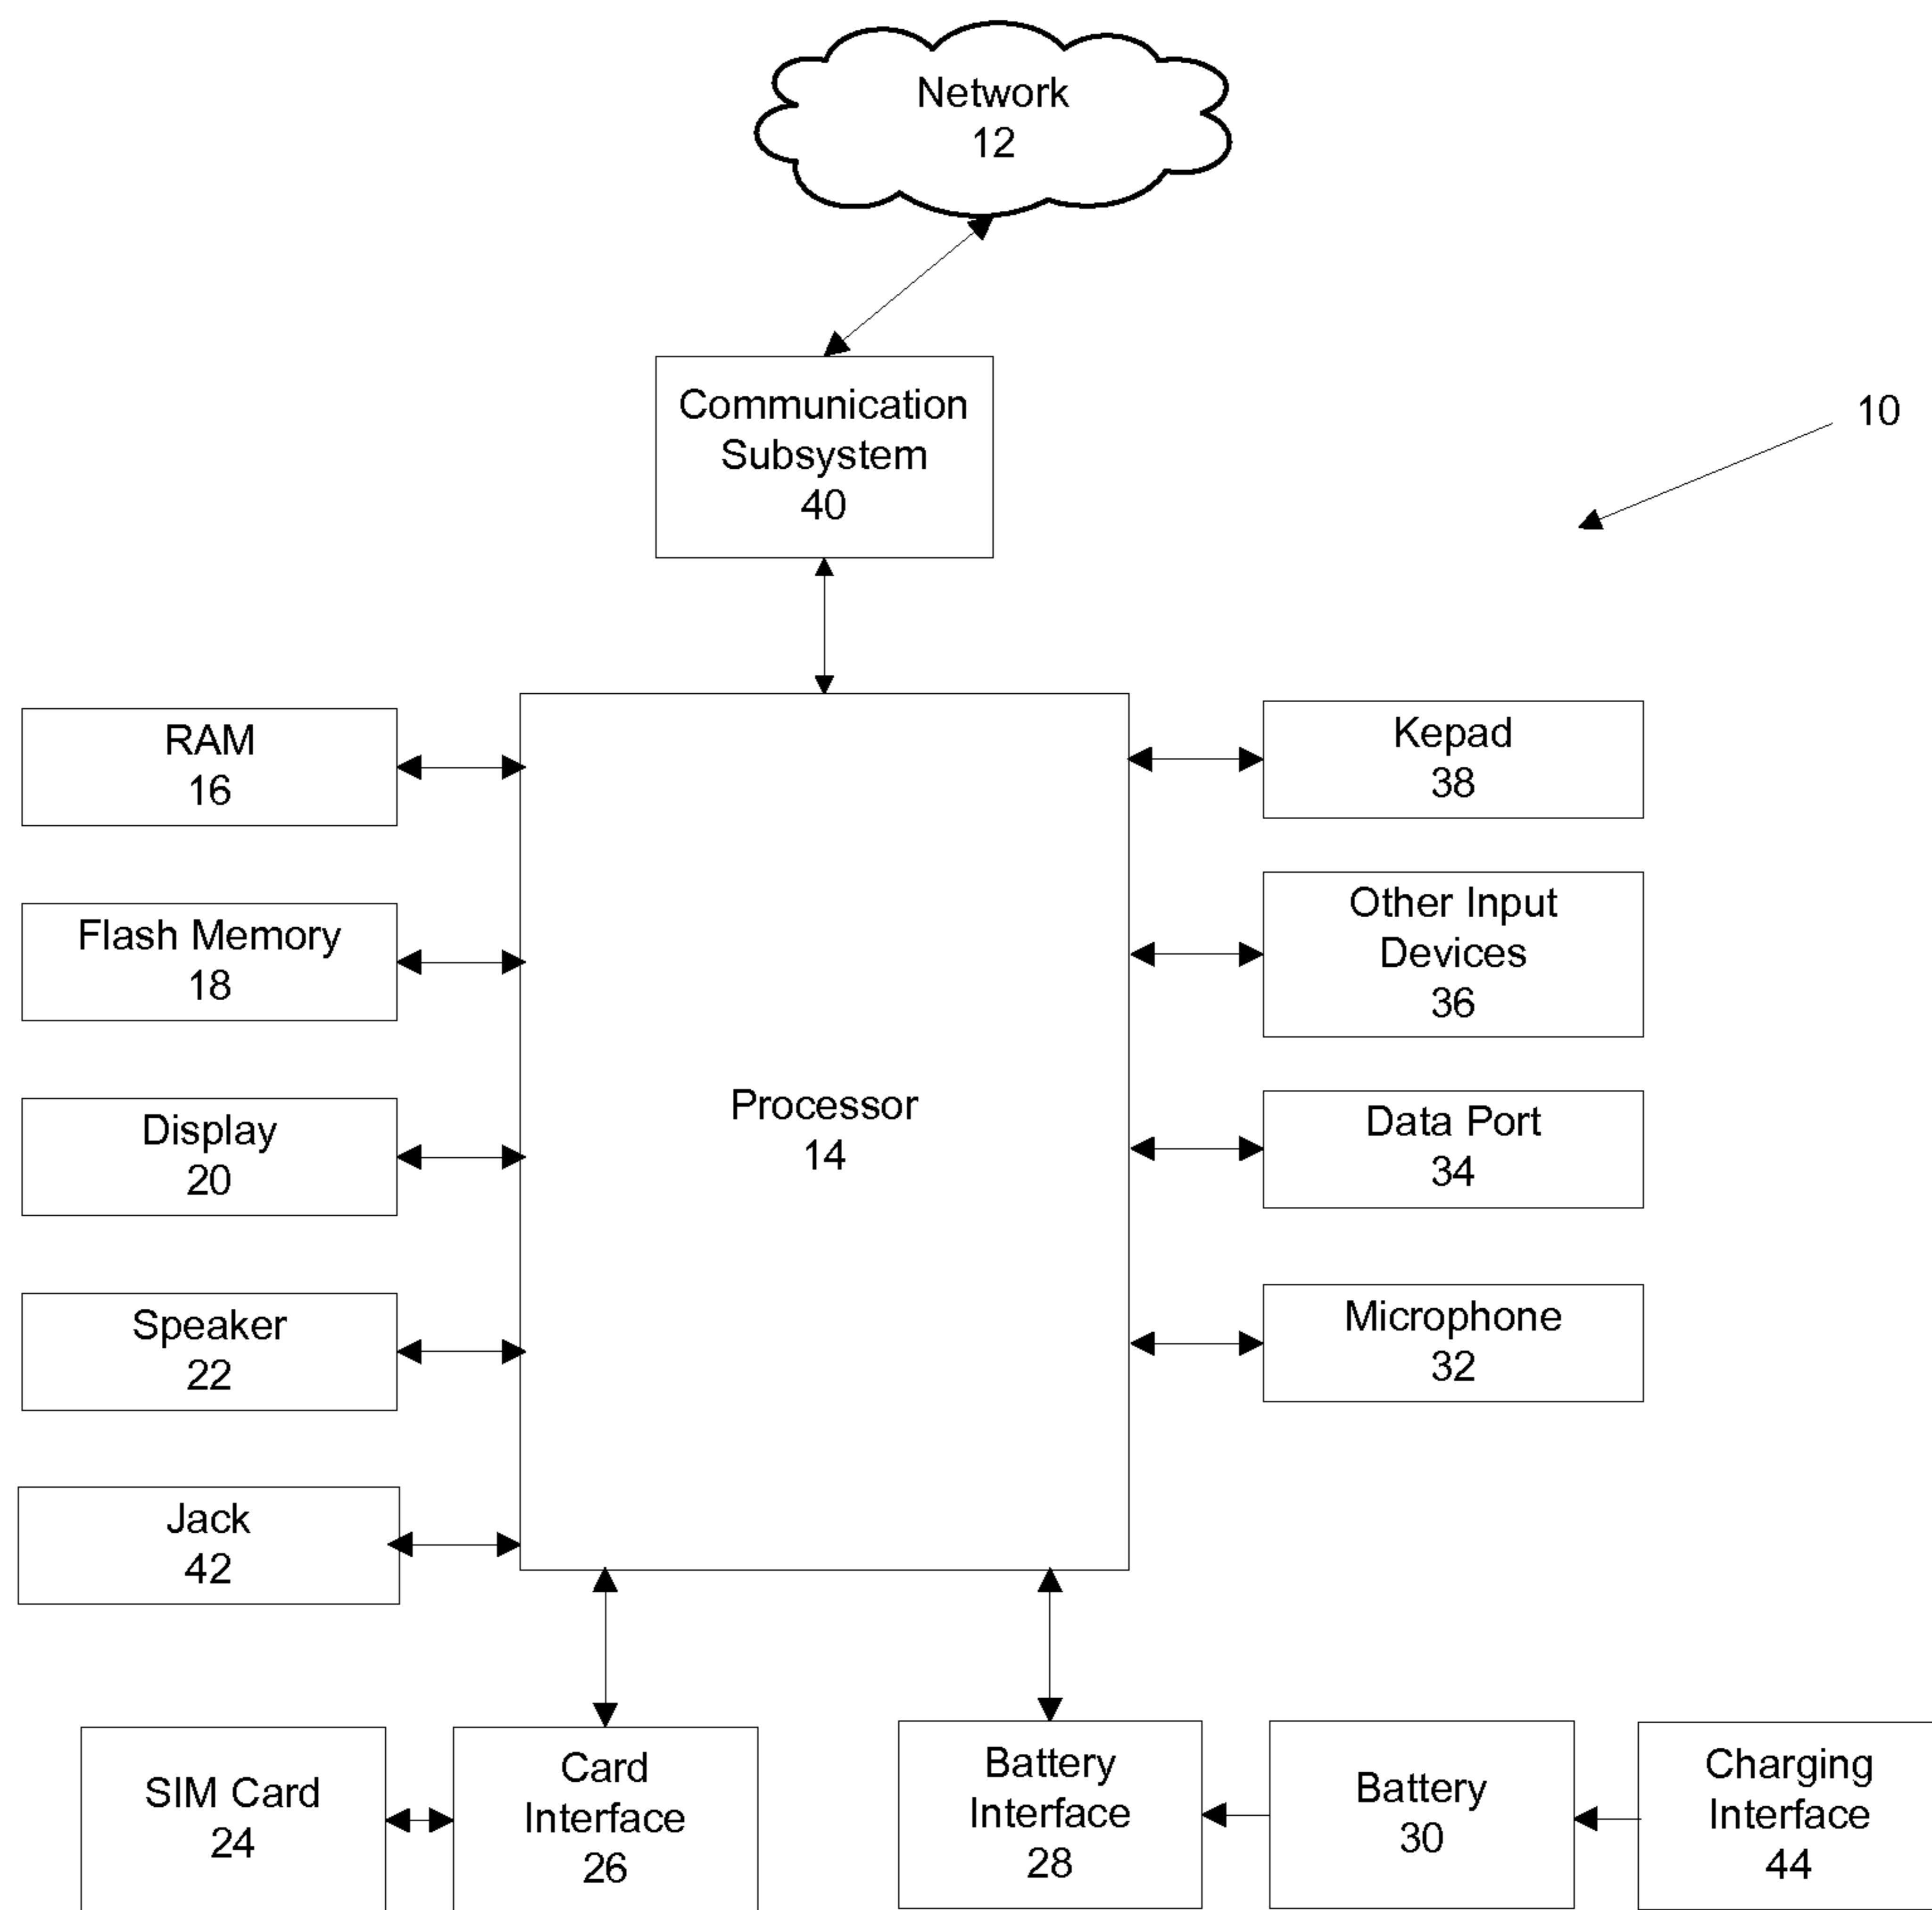 Network
12
Communication
Subsystem
40
10
RAM
16
Kepad
38
Flash Memory
18
Other Input
Devices
36
Display
20
Processor
14
Data Port
34
Speaker
22
Microphone
32
Jack
42
SIM Card
24
Card
Interface
26
Battery
Interface
28
Battery
30
Charging
Interface
44